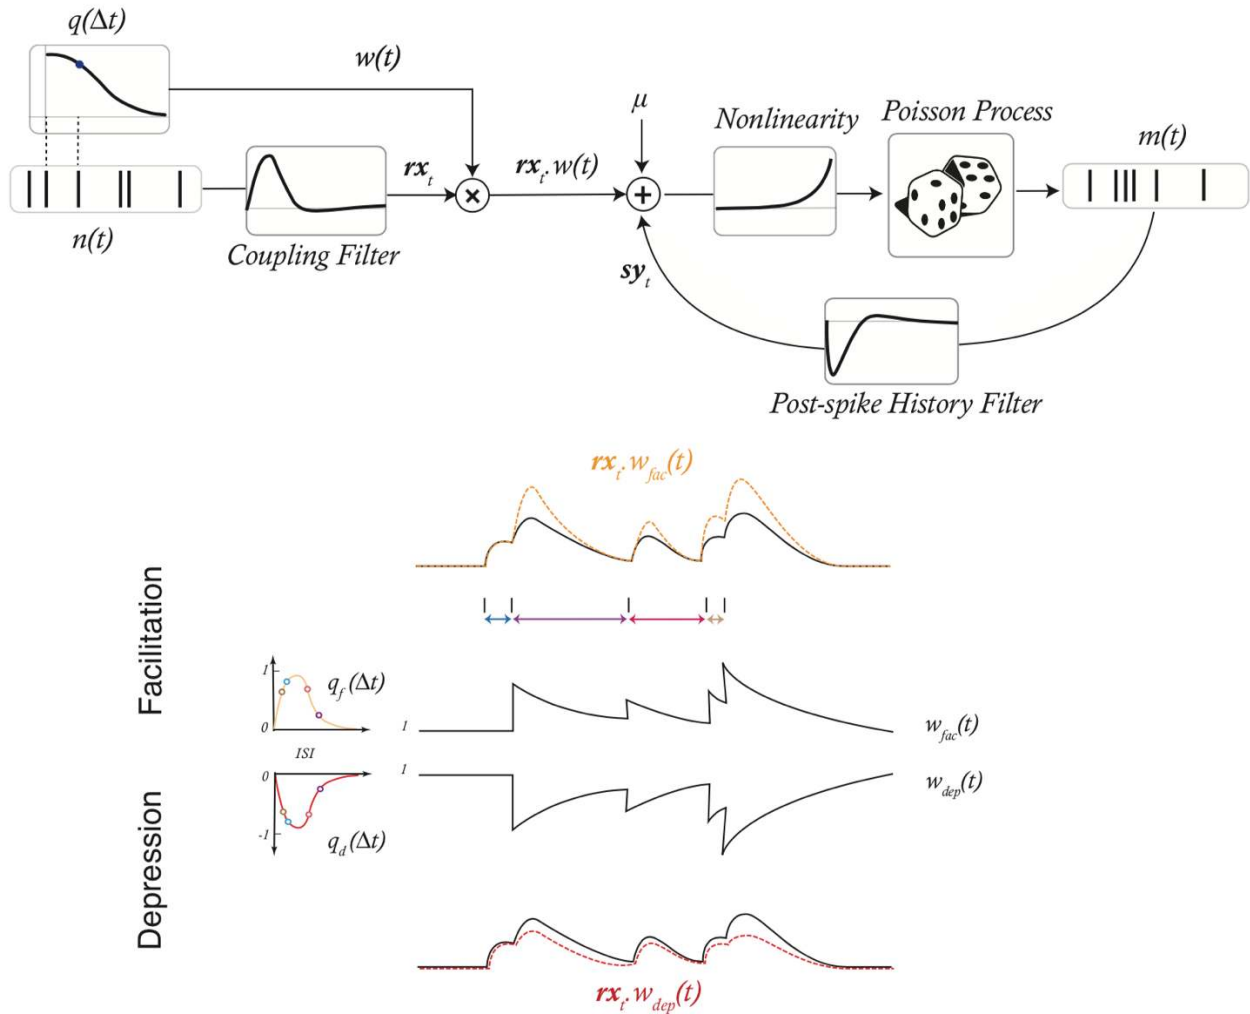 q(Δt)
w(t)
n(t)
Coupling Filter
rx_t
rx_t.w(t)
μ
sy_t
Nonlinearity
Poisson Process
m(t)
Post-spike History Filter
rx_t.w_fac(t)
Facilitation
1
0
q_f(Δt)
ISI
1
w_fac(t)
Depression
0
-1
q_d(Δt)
1
w_dep(t)
rx_t.w_dep(t)